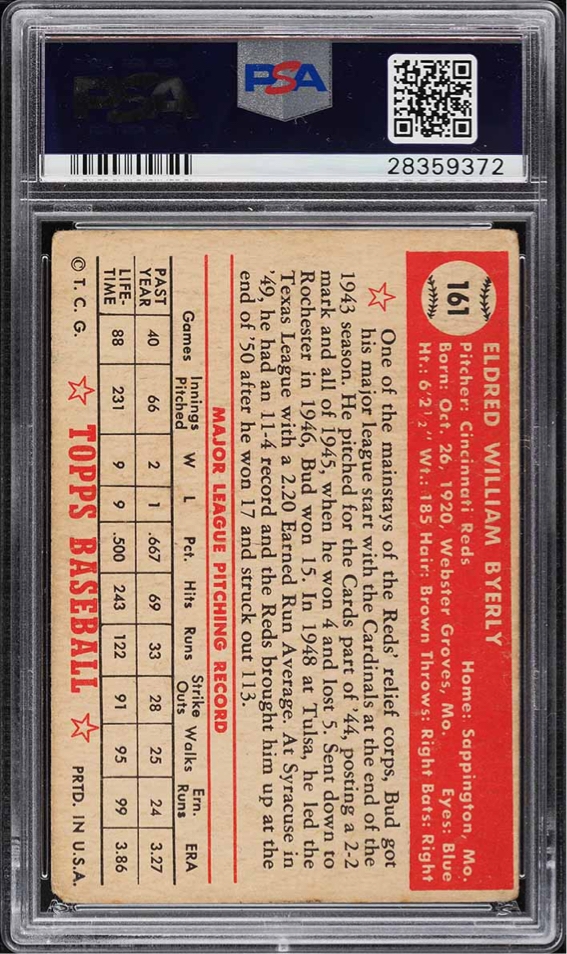 PSA
PSA
28359372
161
ELDRED WILLIAM BYERLY
Pitcher: Cincinnati Reds Home: Sappington, Mo.
Born: Oct. 26, 1920, Webster Groves, Mo. Eyes: Blue
Ht.: 6'2½" Wt.: 185 Hair: Brown Throws: Right Bats: Right
One of the mainstays of the Reds' relief corps, Bud got
his major league start with the Cardinals at the end of the
1943 season. He pitched for the Cards part of '44, posting a 2-2
mark and all of 1945, when he won 4 and lost 5. Sent down to
Rochester in 1946, Bud won 15. In 1948 at Tulsa, he led the
Texas League with a 2.20 Earned Run Average. At Syracuse in
'49, he had an 11-4 record and the Reds brought him up at the
end of '50 after he won 17 and struck out 113.
MAJOR LEAGUE PITCHING RECORD
Games Innings Pitched W L Pct. Hits Runs Strike Outs Walks Ern. Runs ERA
PAST YEAR 40 66 2 1 .667 69 33 28 25 24 3.27
LIFE-TIME 88 231 9 9 .500 243 122 91 95 99 3.86
© T. C. G. TOPPS BASEBALL PRTD. IN U.S.A.